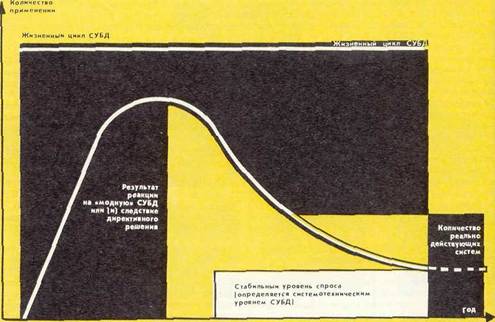 Количество
применений
Жизненный цикл СУБД
Жизненный цикл СУБД
Результат
реакции
на «модную» СУБД
или (и) следствие
директивного
решения
Количество
реально
действующих
систем
Стабильный уровень спроса
(определяется системотехническим
уровнем СУБД)
Год